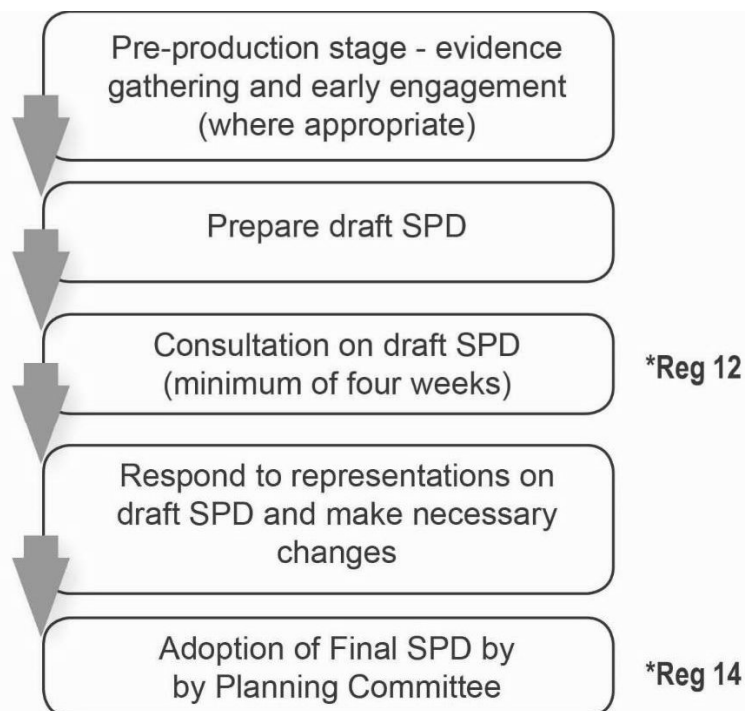 Pre-production stage - evidence
gathering and early engagement
(where appropriate)
Prepare draft SPD
Consultation on draft SPD
(minimum of four weeks)
*Reg 12
Respond to representations on
draft SPD and make necessary
changes
Adoption of Final SPD by
by Planning Committee
*Reg 14